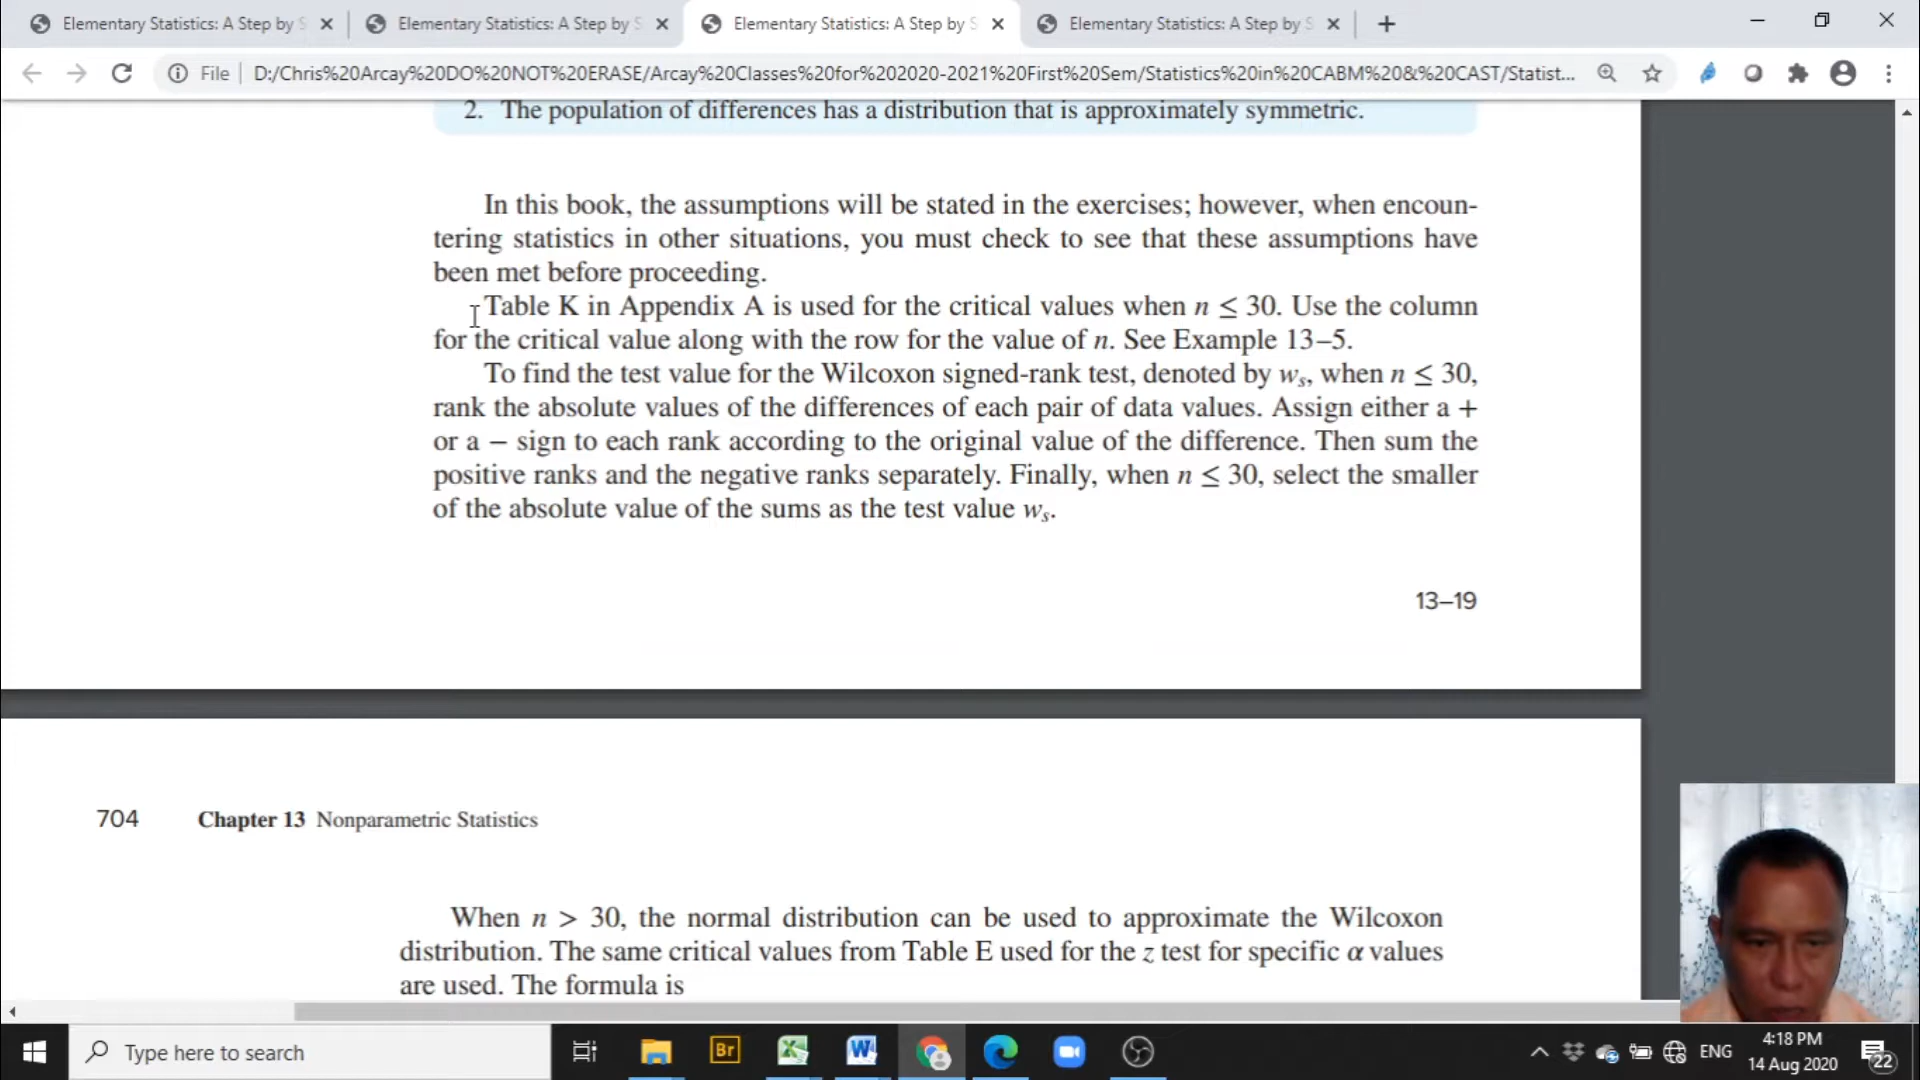 Elementary Statistics: A Step by S
Elementary Statistics: A Step by S
Elementary Statistics: A Step by S
Elementary Statistics: A Step by S
File
D:/Chris%20Arcay%20DO%20NOT%20ERASE/Arcay%20Classes%20for%202020-2021%20First%20Sem/Statistics%20in%20CABM%20&%20CAST/Statist...
2. The population of differences has a distribution that is approximately symmetric.
In this book, the assumptions will be stated in the exercises; however, when encoun-
tering statistics in other situations, you must check to see that these assumptions have
been met before proceeding.
Table K in Appendix A is used for the critical values when n ≤ 30. Use the column
for the critical value along with the row for the value of n. See Example 13–5.
To find the test value for the Wilcoxon signed-rank test, denoted by wₛ, when n ≤ 30,
rank the absolute values of the differences of each pair of data values. Assign either a +
or a − sign to each rank according to the original value of the difference. Then sum the
positive ranks and the negative ranks separately. Finally, when n ≤ 30, select the smaller
of the absolute value of the sums as the test value wₛ.
13–19
704 Chapter 13 Nonparametric Statistics
When n > 30, the normal distribution can be used to approximate the Wilcoxon
distribution. The same critical values from Table E used for the z test for specific α values
are used. The formula is
Type here to search
Br
ENG
4:18 PM
14 Aug 2020
22